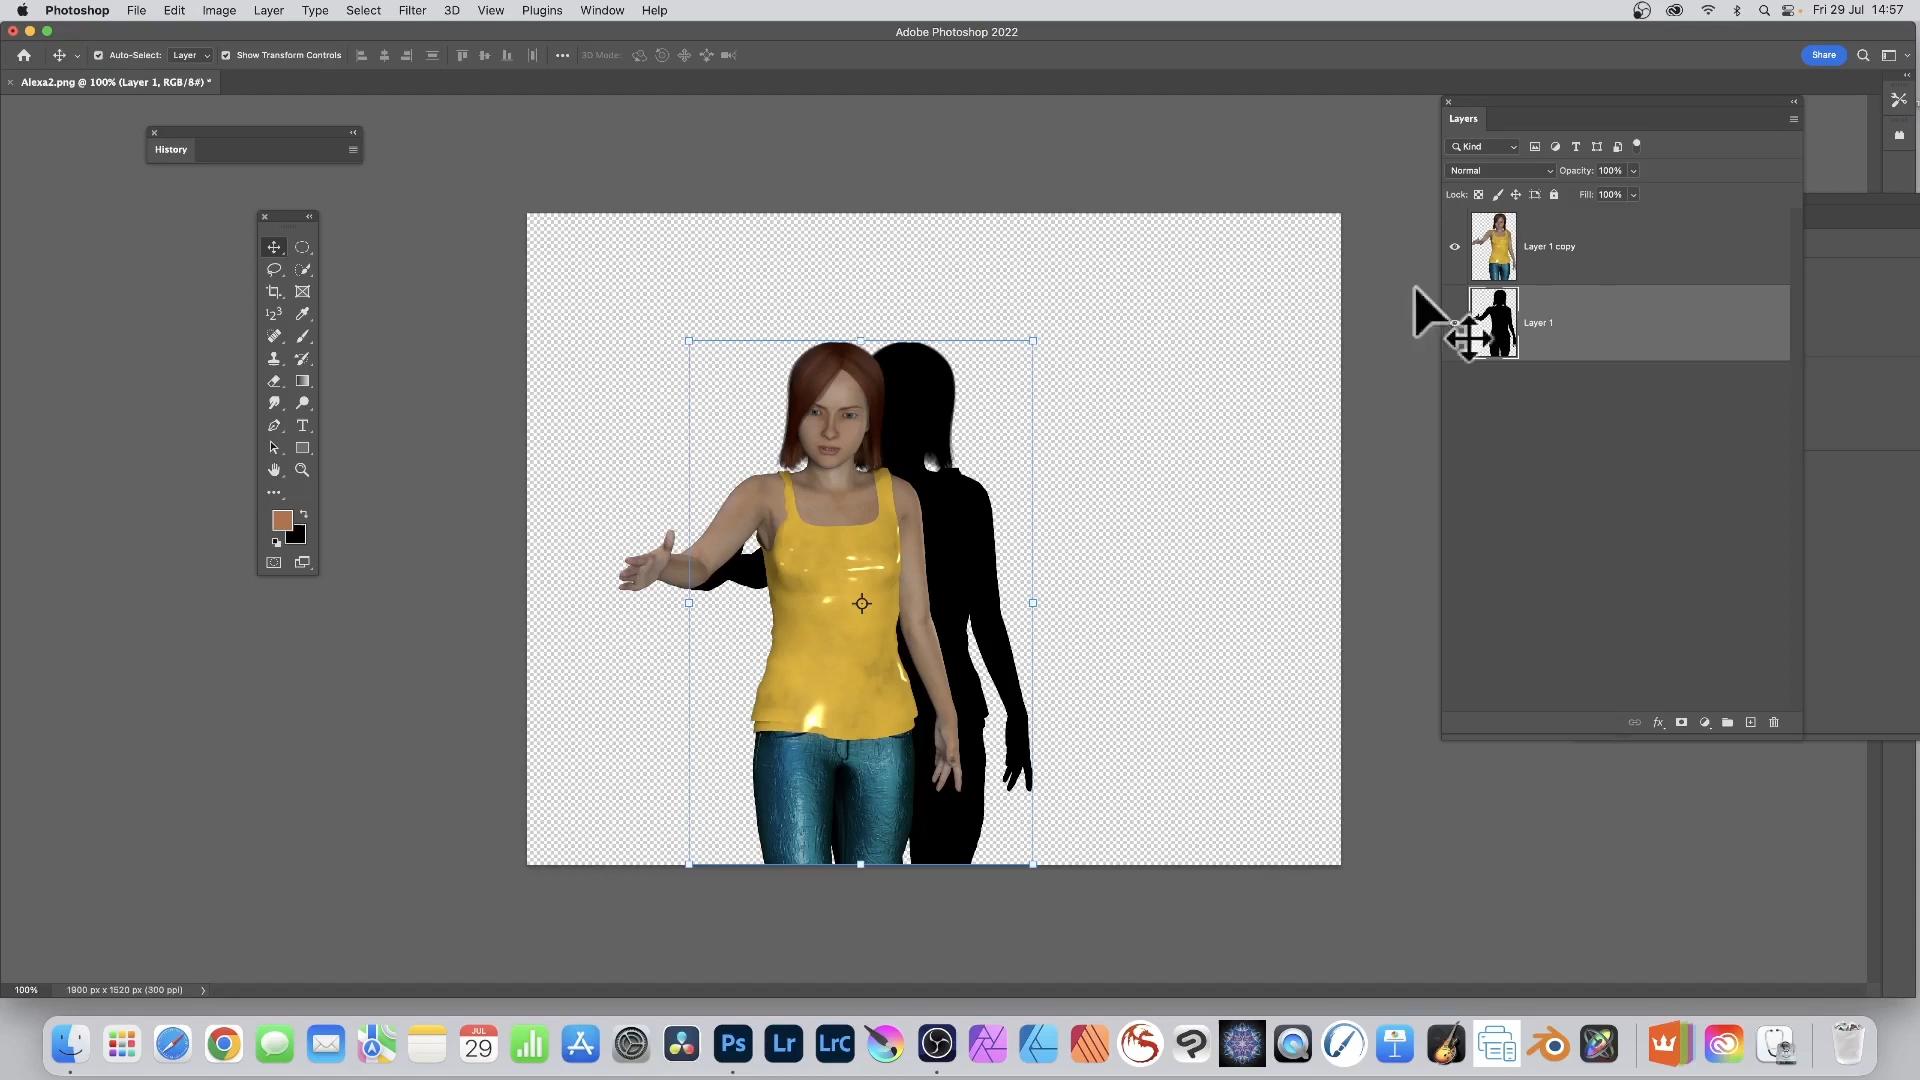 Photoshop File Edit Image Layer Type Select Filter 3D View Plugins Window Help Fri 29 Jul 14:57
Adobe Photoshop 2022
Auto-Select: Layer Show Transform Controls 3D Mode: Share
Alexa2.png @ 100% (Layer 1, RGB/8#) *
Layers
History
Kind
Normal Opacity: 100%
Lock: Fill: 100%
Layer 1 copy
Layer 1
fx
100% 1900 px x 1520 px (300 ppi)
JUL
29
Ps
Lr
LrC